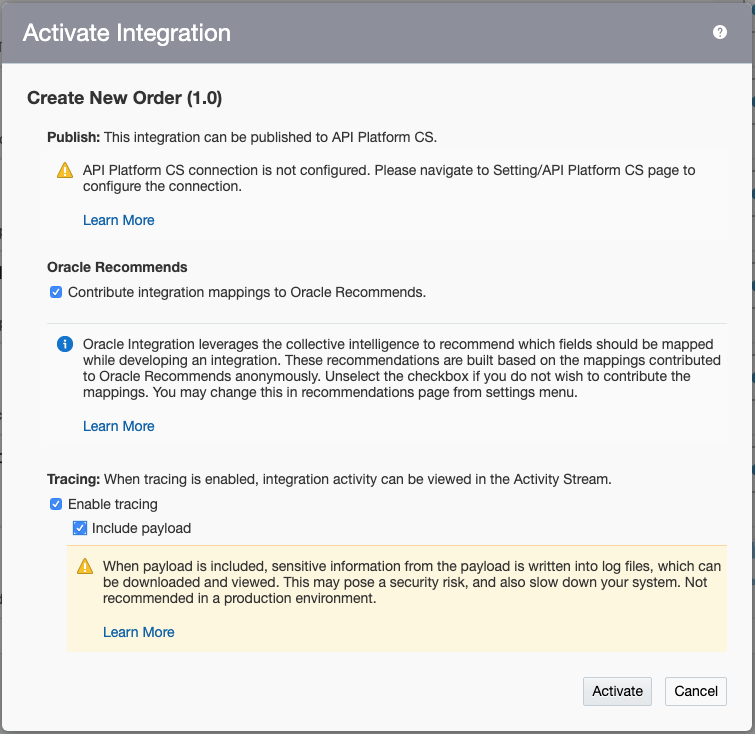 Activate Integration
?
Create New Order (1.0)
Publish: This integration can be published to API Platform CS.
API Platform CS connection is not configured. Please navigate to Setting/API Platform CS page to
configure the connection.
Learn More
Oracle Recommends
Contribute integration mappings to Oracle Recommends.
Oracle Integration leverages the collective intelligence to recommend which fields should be mapped
while developing an integration. These recommendations are built based on the mappings contributed
to Oracle Recommends anonymously. Unselect the checkbox if you do not wish to contribute the
mappings. You may change this in recommendations page from settings menu.
Learn More
Tracing: When tracing is enabled, integration activity can be viewed in the Activity Stream.
Enable tracing
Include payload
When payload is included, sensitive information from the payload is written into log files, which can
be downloaded and viewed. This may pose a security risk, and also slow down your system. Not
recommended in a production environment.
Learn More
Activate Cancel